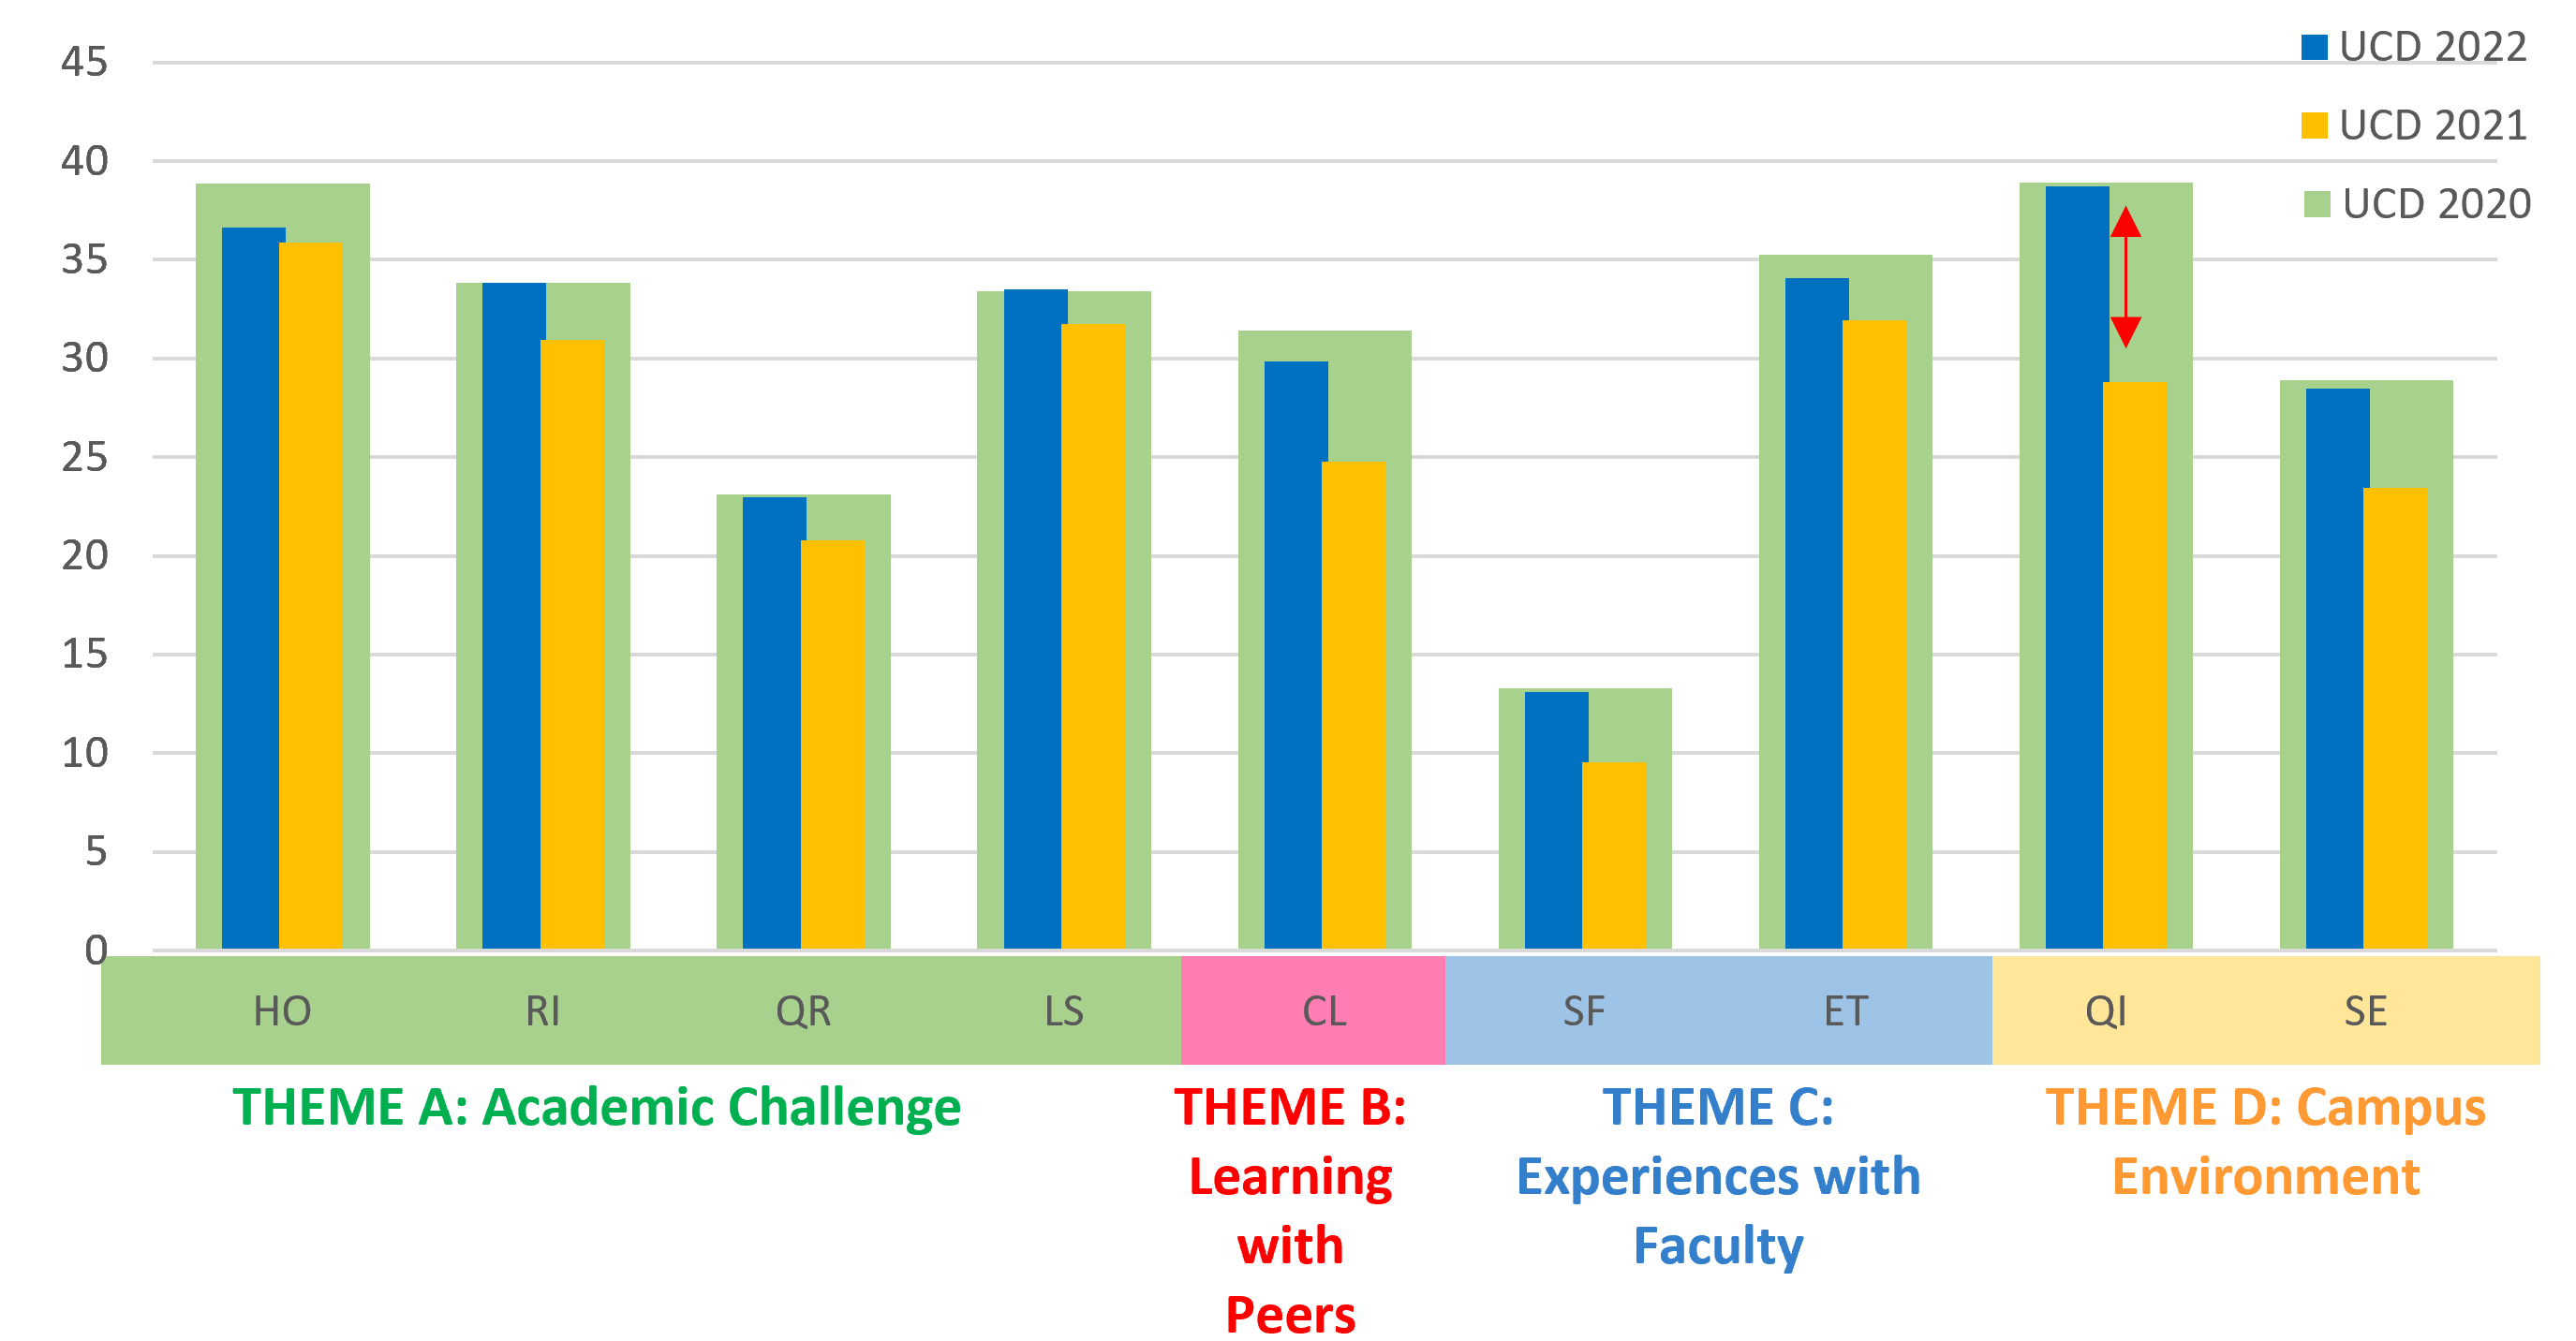 45
UCD 2022
UCD 2021
40
UCD 2020
35
30
25
20
15
10
5
0
HO RI QR LS CL SF ET QI SE
THEME A: Academic Challenge
THEME B:
Learning
with
Peers
THEME C:
Experiences with
Faculty
THEME D: Campus
Environment